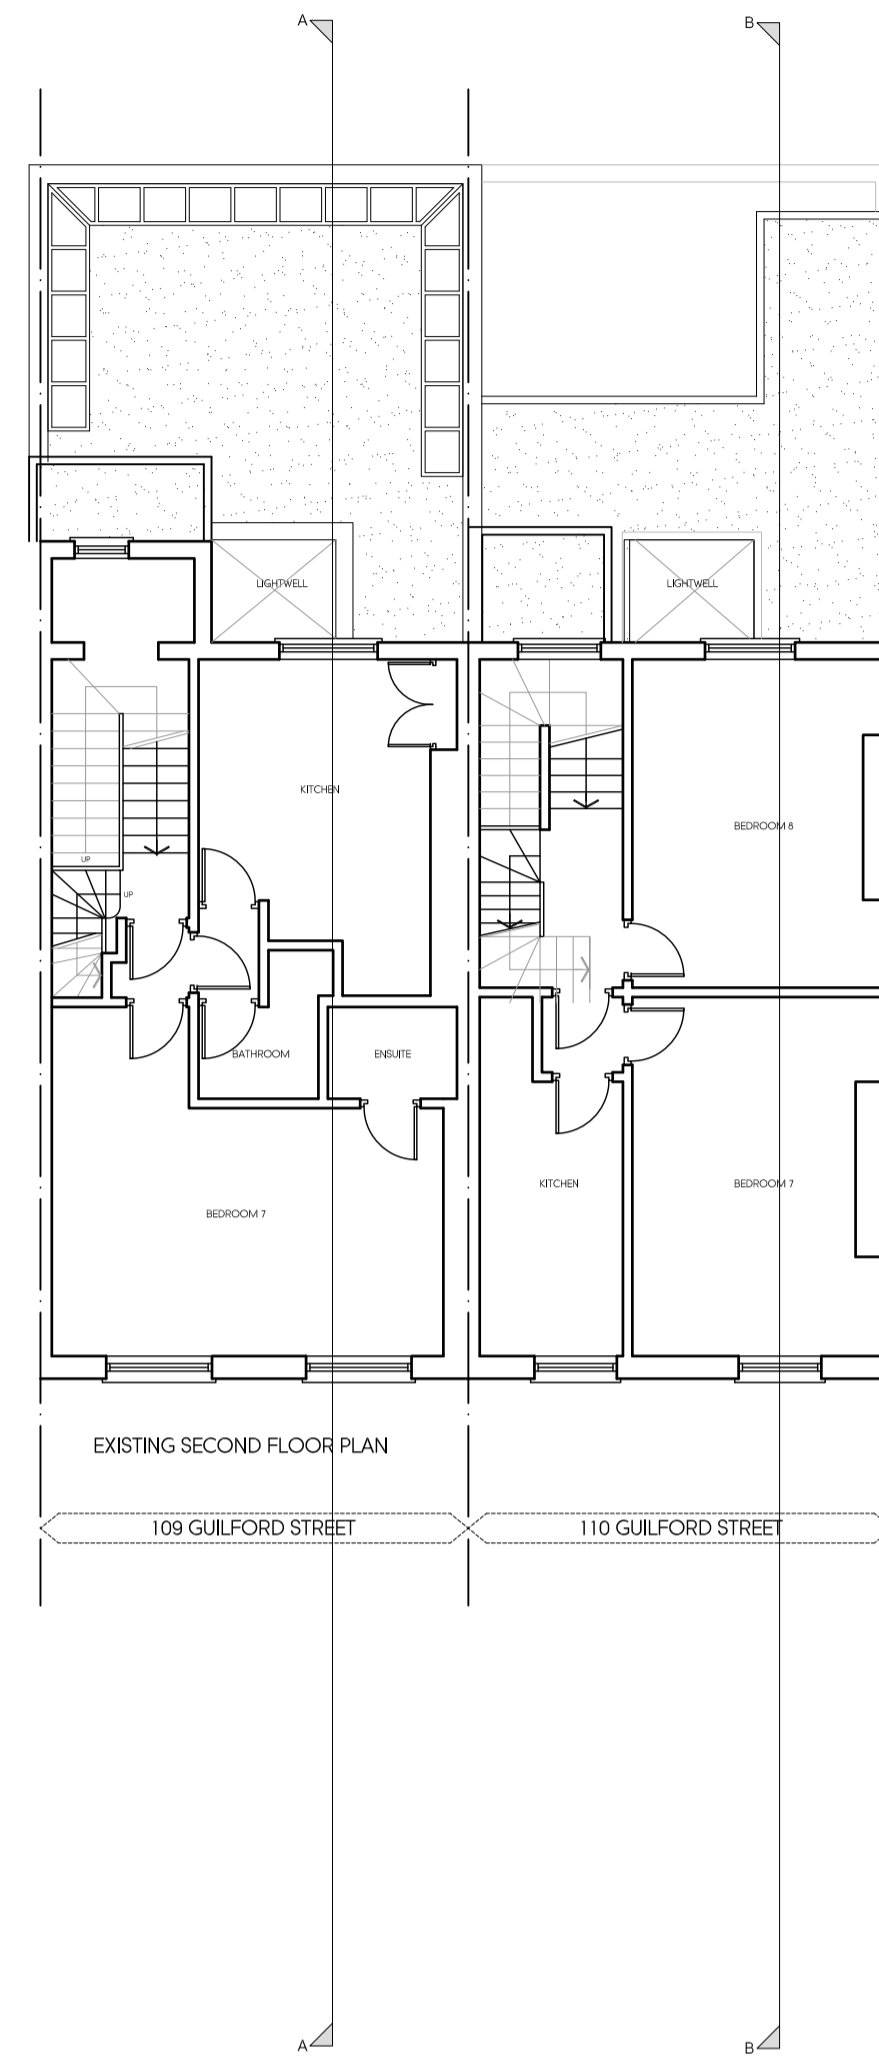 A
B
LIGHTWELL
LIGHTWELL
KITCHEN
BEDROOM 8
UP
UP
BATHROOM
ENSUITE
KITCHEN
BEDROOM 7
BEDROOM 7
EXISTING SECOND FLOOR PLAN
109 GUILFORD STREET
110 GUILFORD STREET
A
B